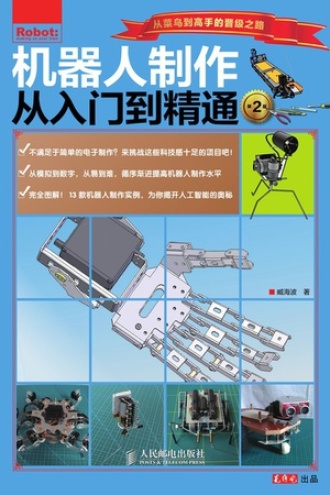 从菜鸟到高手的晋级之路
Robot:
机器人制作
从入门到精通
第2版
不满足于简单的电子制作？来挑战这些科技感十足的项目吧！
从模拟到数字，从易到难，循序渐进提高机器人制作水平
完全图解！13款机器人制作实例，为你揭开人工智能的奥秘
臧海波 著
人民邮电出版社
POSTS & TELECOM PRESS
出品